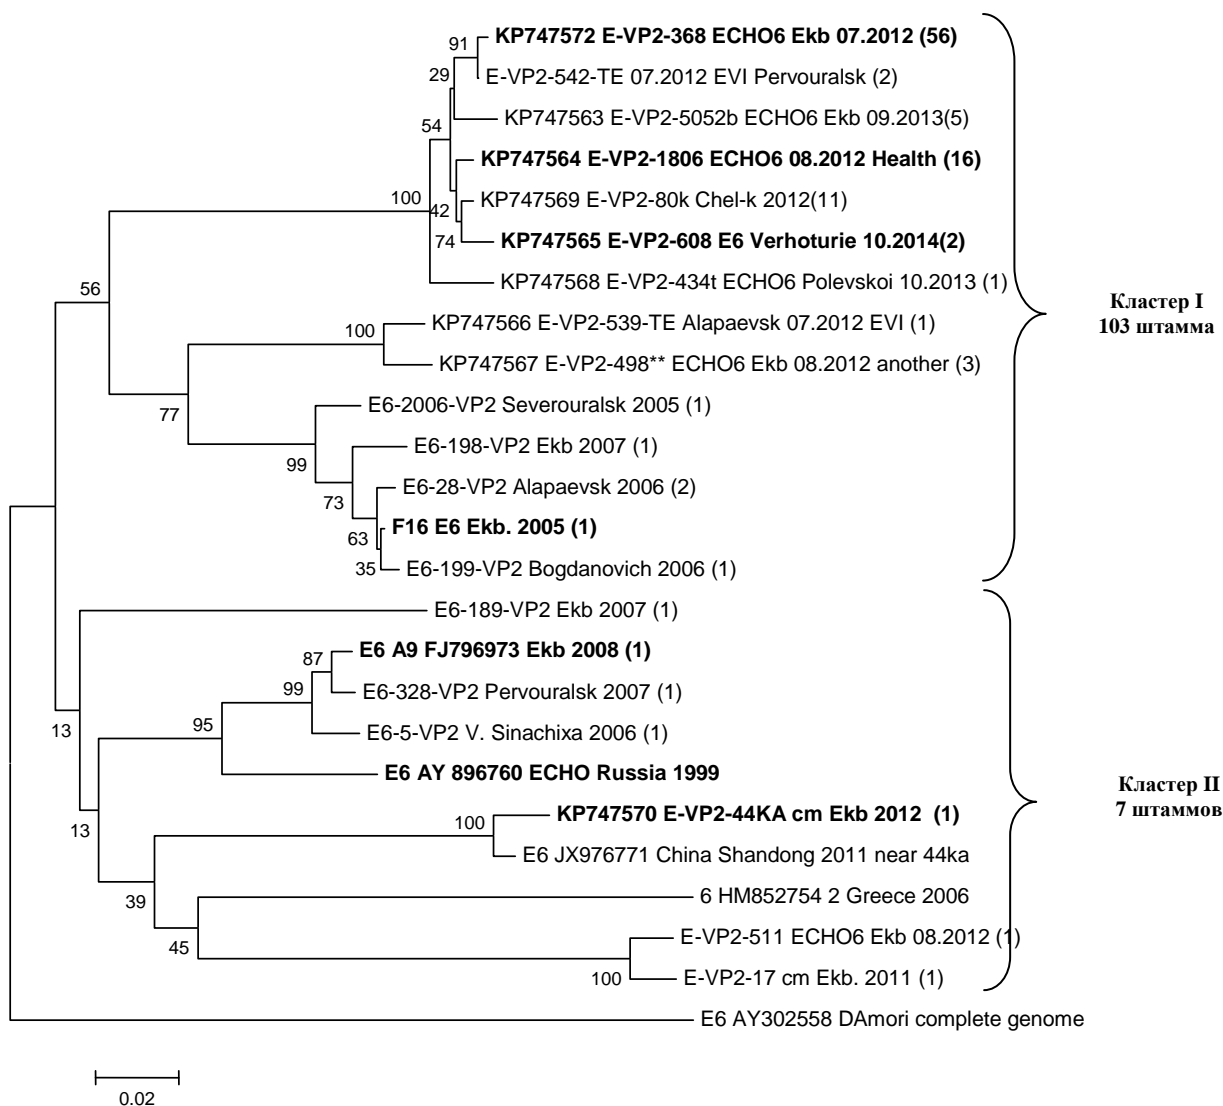 KP747572 E-VP2-368 ECHO6 Ekb 07.2012 (56)
91
E-VP2-542-TE 07.2012 EVI Pervouralsk (2)
29
KP747563 E-VP2-5052b ECHO6 Ekb 09.2013(5)
54
KP747564 E-VP2-1806 ECHO6 08.2012 Health (16)
100
42
KP747569 E-VP2-80k Chel-k 2012(11)
74
KP747565 E-VP2-608 E6 Verhoturie 10.2014(2)
KP747568 E-VP2-434t ECHO6 Polevskoi 10.2013 (1)
56
Кластер I
103 штамма
KP747566 E-VP2-539-TE Alapaevsk 07.2012 EVI (1)
100
KP747567 E-VP2-498** ECHO6 Ekb 08.2012 another (3)
77
E6-2006-VP2 Severouralsk 2005 (1)
E6-198-VP2 Ekb 2007 (1)
99
E6-28-VP2 Alapaevsk 2006 (2)
73
F16 E6 Ekb. 2005 (1)
63
E6-199-VP2 Bogdanovich 2006 (1)
35
E6-189-VP2 Ekb 2007 (1)
E6 A9 FJ796973 Ekb 2008 (1)
87
E6-328-VP2 Pervouralsk 2007 (1)
99
E6-5-VP2 V. Sinachixa 2006 (1)
95
13
E6 AY 896760 ECHO Russia 1999
Кластер II
7 штаммов
KP747570 E-VP2-44KA cm Ekb 2012 (1)
100
13
E6 JX976771 China Shandong 2011 near 44ka
6 HM852754 2 Greece 2006
39
E-VP2-511 ECHO6 Ekb 08.2012 (1)
45
E-VP2-17 cm Ekb. 2011 (1)
100
E6 AY302558 DAmori complete genome
0.02